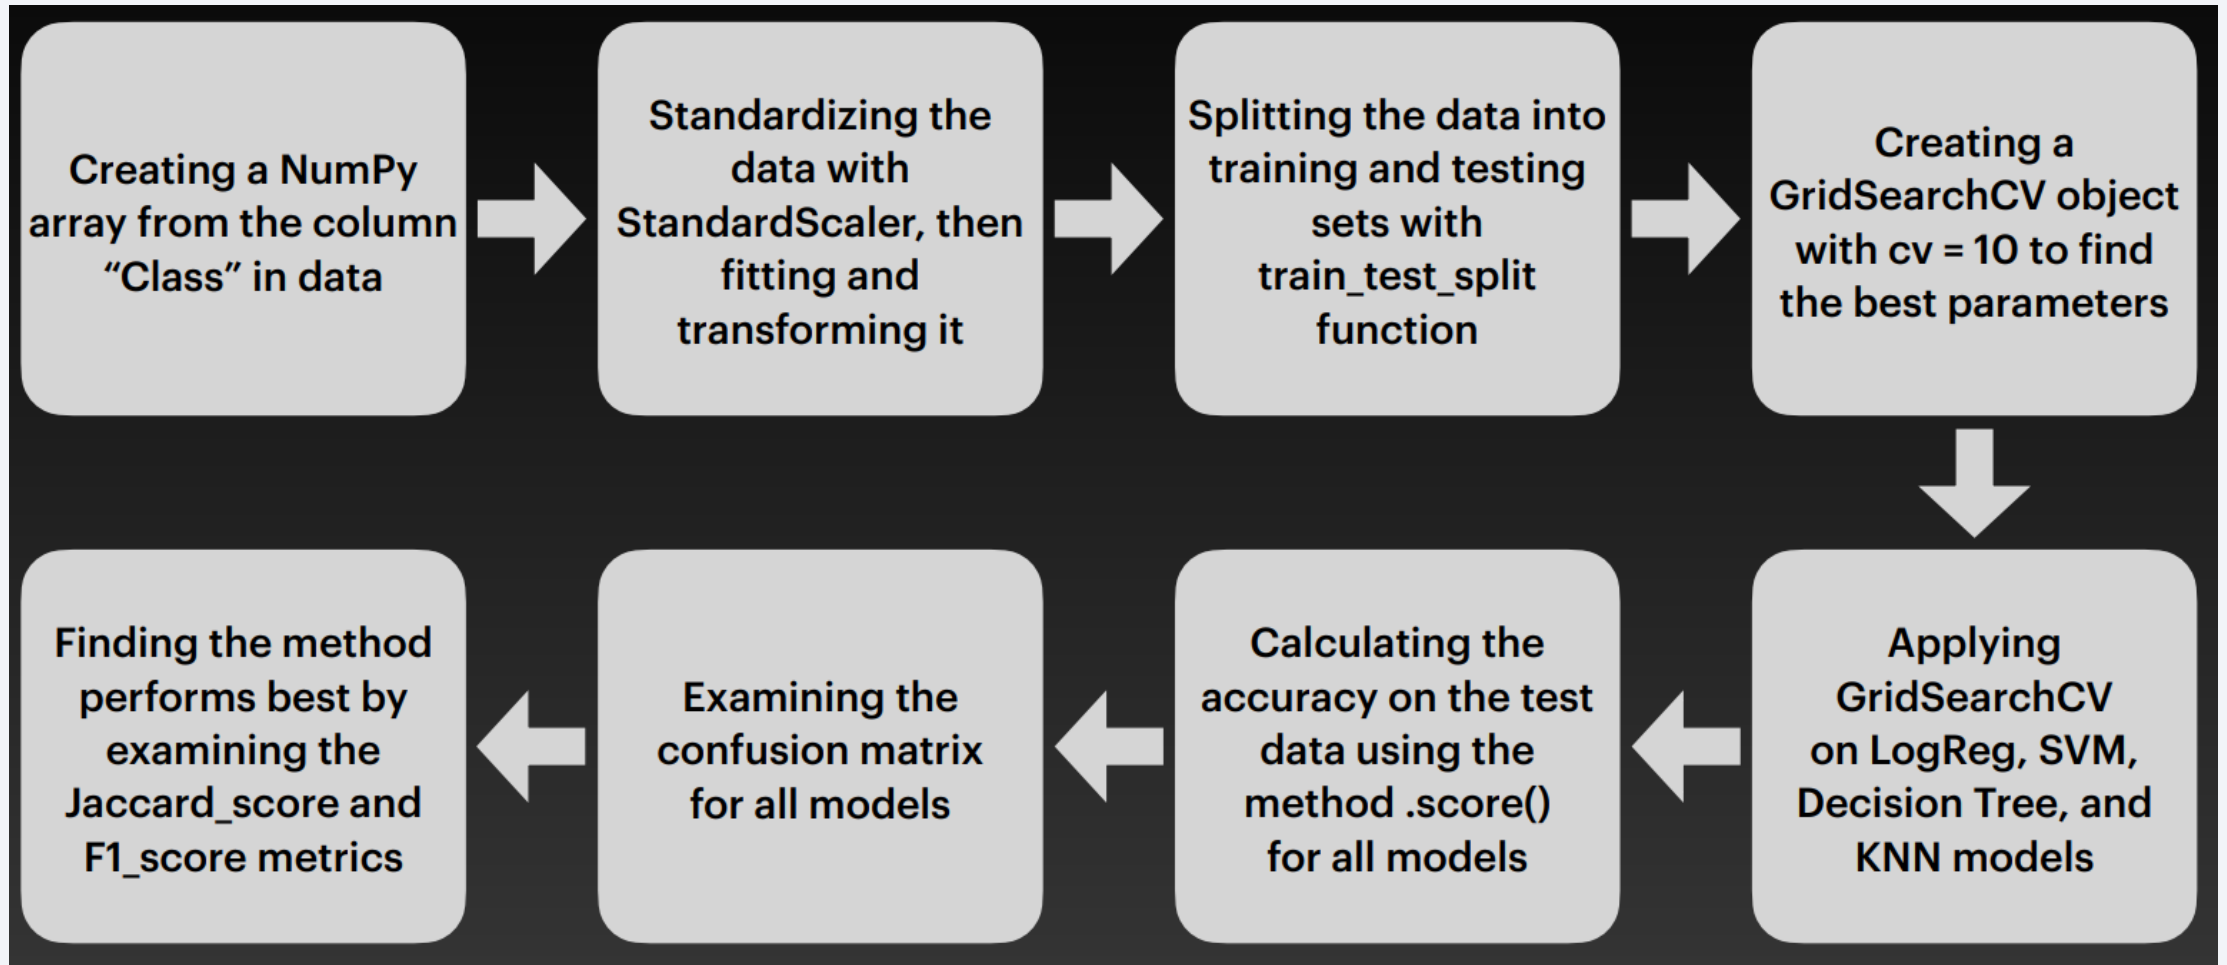 Creating a NumPy
array from the column
“Class” in data
Standardizing the
data with
StandardScaler, then
fitting and
transforming it
Splitting the data into
training and testing
sets with
train_test_split
function
Creating a
GridSearchCV object
with cv = 10 to find
the best parameters
Applying
GridSearchCV
on LogReg, SVM,
Decision Tree, and
KNN models
Calculating the
accuracy on the test
data using the
method .score()
for all models
Examining the
confusion matrix
for all models
Finding the method
performs best by
examining the
Jaccard_score and
F1_score metrics